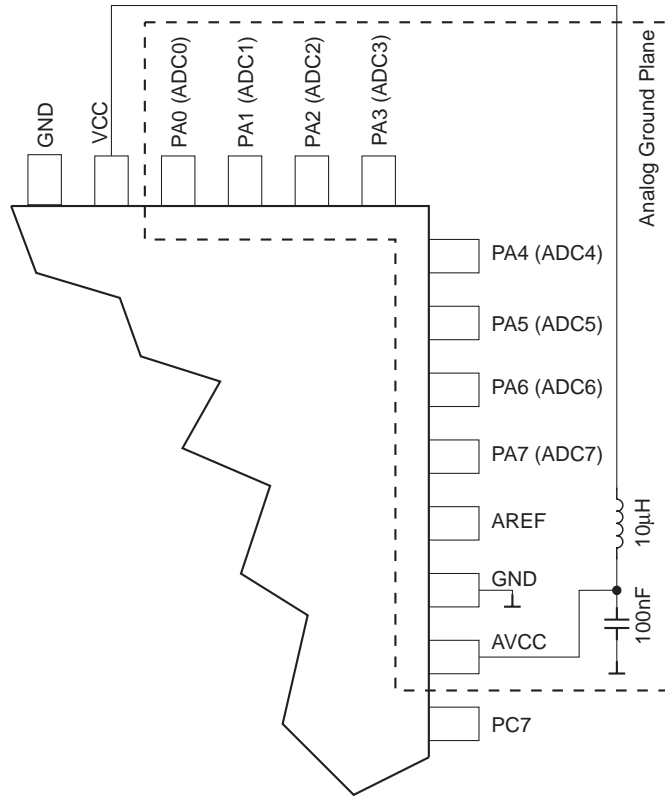 GND
VCC
PA0 (ADC0)
PA1 (ADC1)
PA2 (ADC2)
PA3 (ADC3)
Analog Ground Plane
PA4 (ADC4)
PA5 (ADC5)
PA6 (ADC6)
PA7 (ADC7)
AREF
10μH
GND
AVCC
100nF
PC7